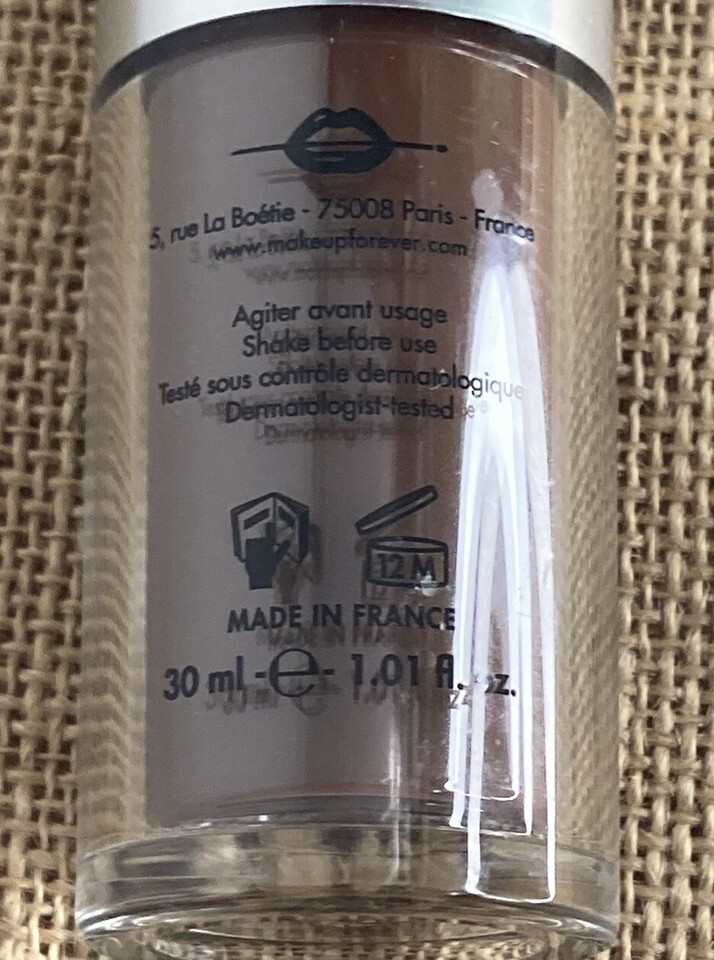 5, rue La Boétie - 75008 Paris - France
www.makeupforever.com
Agiter avant usage
Shake before use
Testé sous contrôle dermatologique
Dermatologist-tested
12 M
MADE IN FRANCE
30 ml - e - 1.01 fl. oz.